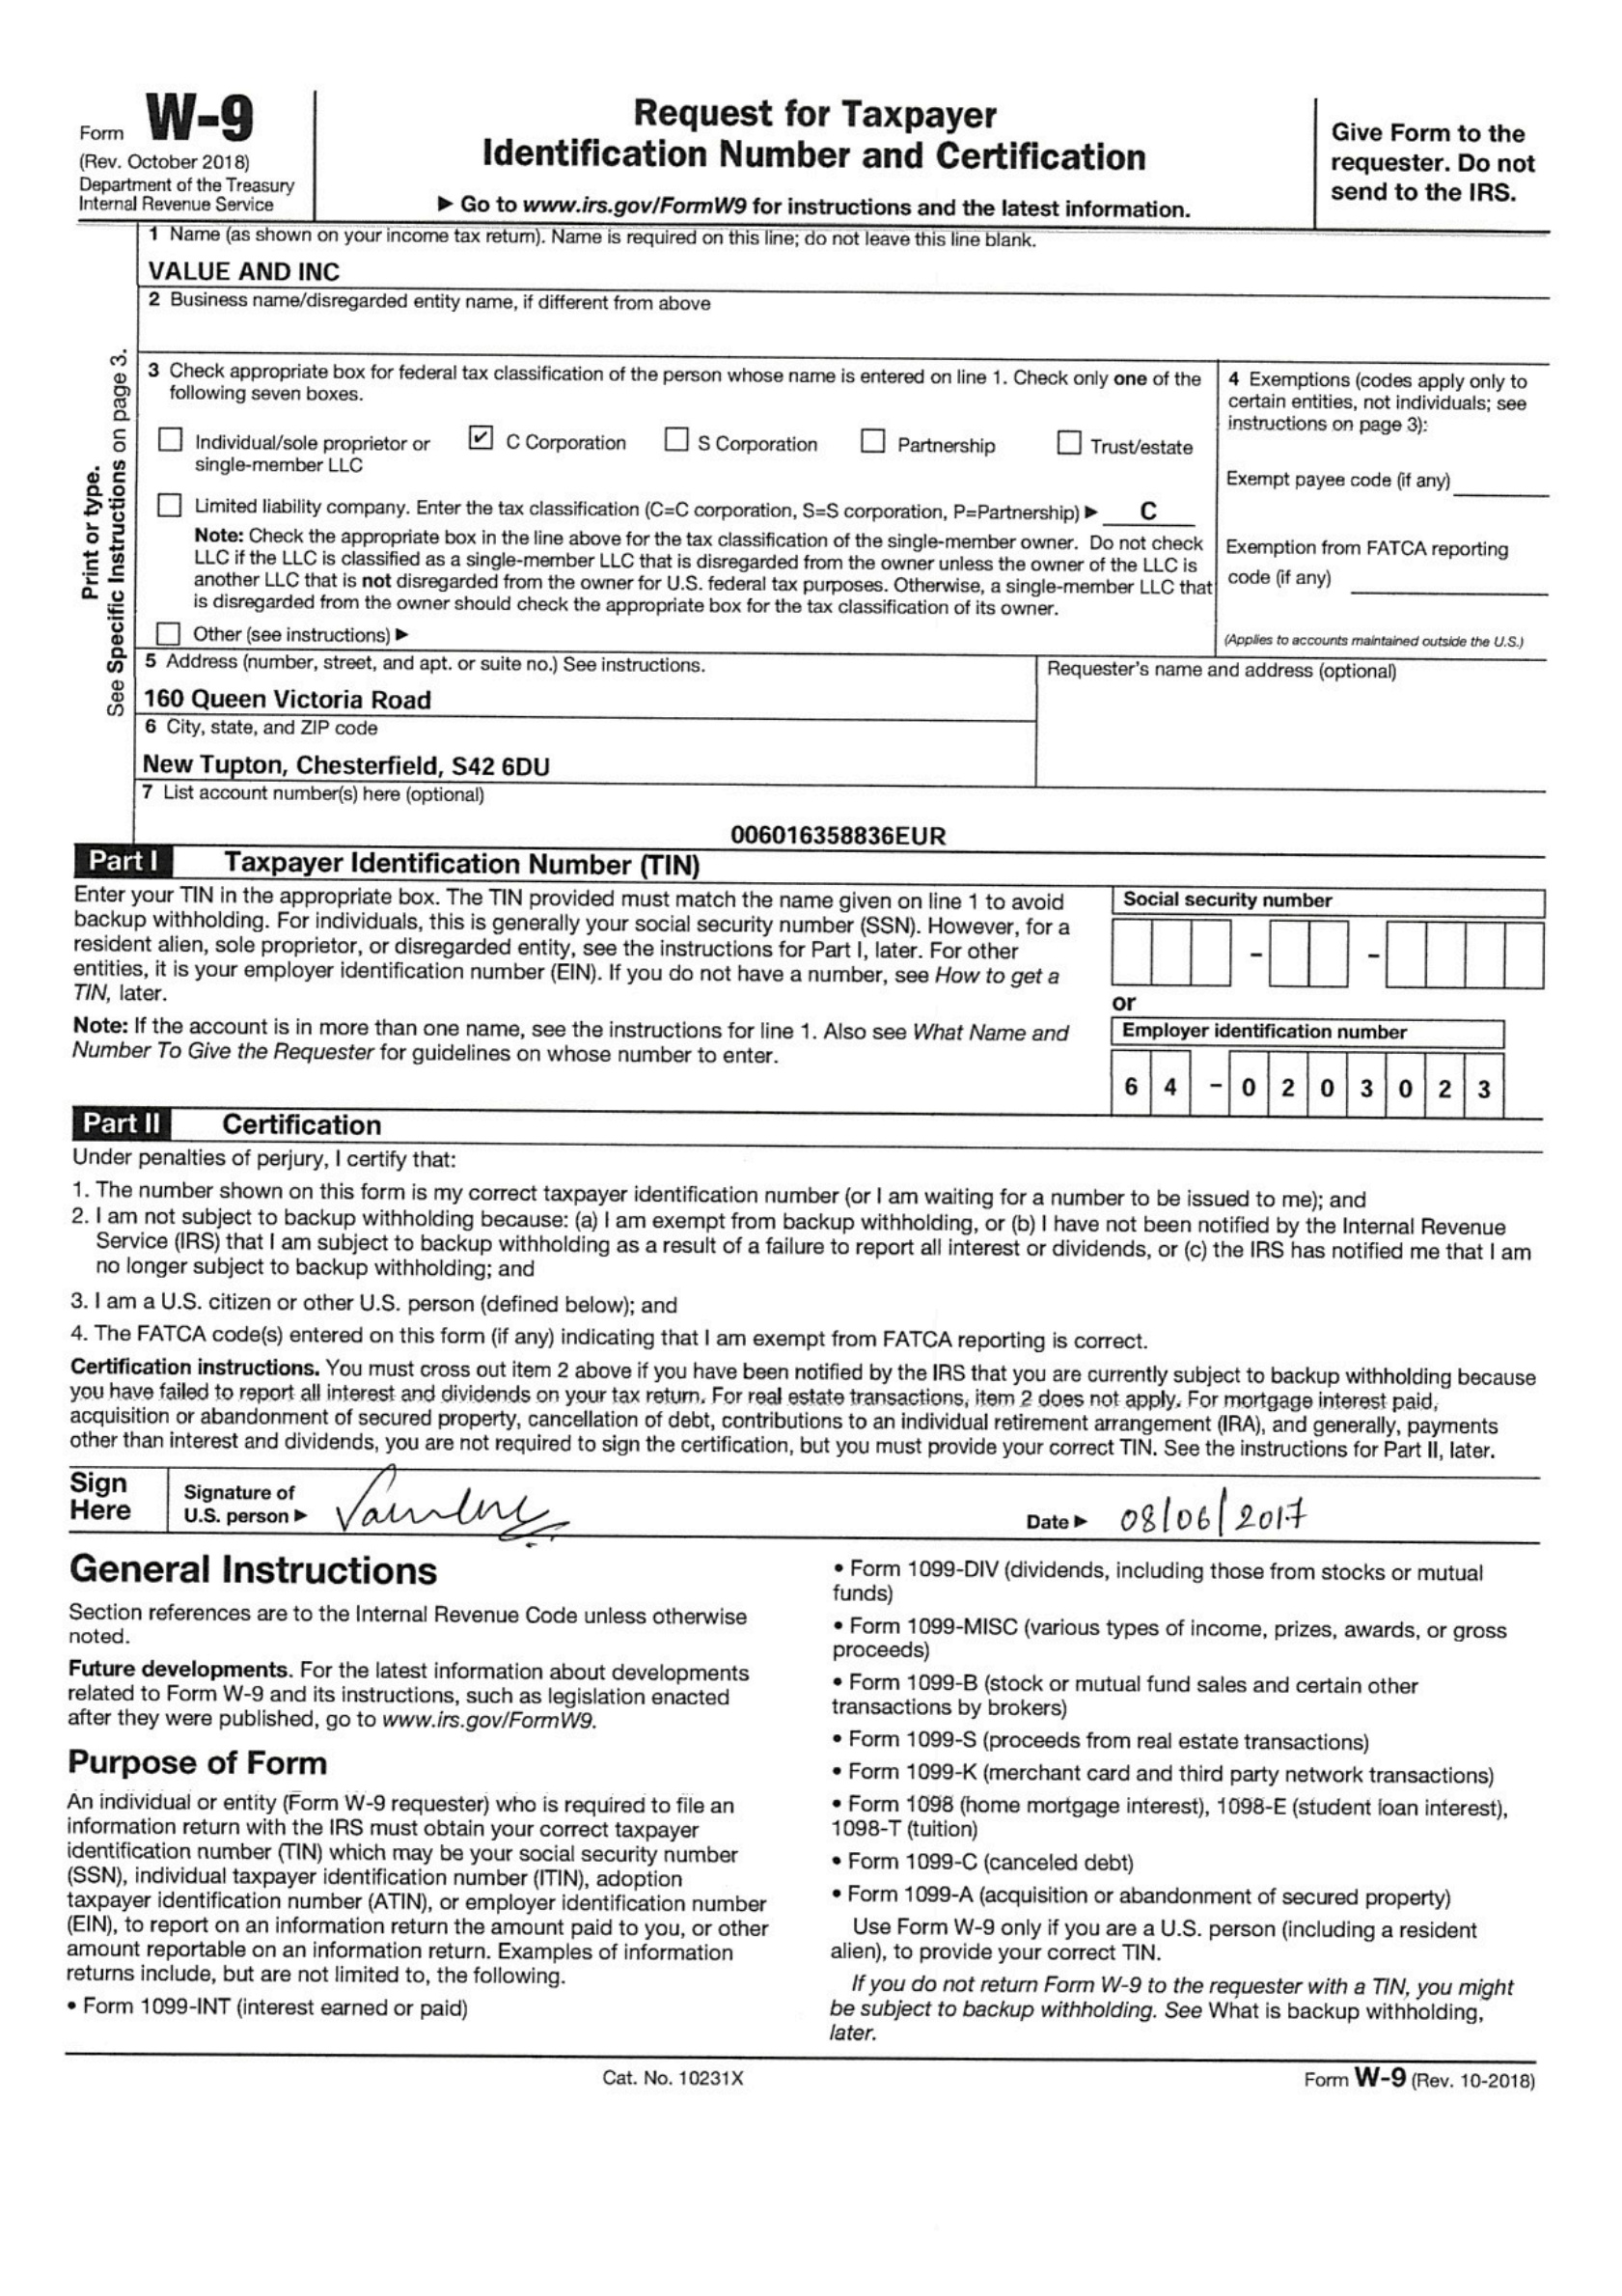 Form W-9
(Rev. October 2018)
Department of the Treasury
Internal Revenue Service
Request for Taxpayer
Identification Number and Certification
▶ Go to www.irs.gov/FormW9 for instructions and the latest information.
Give Form to the
requester. Do not
send to the IRS.
Print or type.
See Specific Instructions on page 3.
1 Name (as shown on your income tax return). Name is required on this line; do not leave this line blank.
VALUE AND INC
2 Business name/disregarded entity name, if different from above
3 Check appropriate box for federal tax classification of the person whose name is entered on line 1. Check only one of the
following seven boxes.
Individual/sole proprietor or
single-member LLC
✔ C Corporation
S Corporation
Partnership
Trust/estate
Limited liability company. Enter the tax classification (C=C corporation, S=S corporation, P=Partnership) ▶ C
Note: Check the appropriate box in the line above for the tax classification of the single-member owner. Do not check
LLC if the LLC is classified as a single-member LLC that is disregarded from the owner unless the owner of the LLC is
another LLC that is not disregarded from the owner for U.S. federal tax purposes. Otherwise, a single-member LLC that
is disregarded from the owner should check the appropriate box for the tax classification of its owner.
Other (see instructions) ▶
4 Exemptions (codes apply only to
certain entities, not individuals; see
instructions on page 3):
Exempt payee code (if any)
Exemption from FATCA reporting
code (if any)
(Applies to accounts maintained outside the U.S.)
5 Address (number, street, and apt. or suite no.) See instructions.
160 Queen Victoria Road
6 City, state, and ZIP code
New Tupton, Chesterfield, S42 6DU
Requester's name and address (optional)
7 List account number(s) here (optional)
006016358836EUR
Part I Taxpayer Identification Number (TIN)
Enter your TIN in the appropriate box. The TIN provided must match the name given on line 1 to avoid
backup withholding. For individuals, this is generally your social security number (SSN). However, for a
resident alien, sole proprietor, or disregarded entity, see the instructions for Part I, later. For other
entities, it is your employer identification number (EIN). If you do not have a number, see How to get a
TIN, later.
Note: If the account is in more than one name, see the instructions for line 1. Also see What Name and
Number To Give the Requester for guidelines on whose number to enter.
Social security number
- -
or
Employer identification number
6 4 - 0 2 0 3 0 2 3
Part II Certification
Under penalties of perjury, I certify that:
1. The number shown on this form is my correct taxpayer identification number (or I am waiting for a number to be issued to me); and
2. I am not subject to backup withholding because: (a) I am exempt from backup withholding, or (b) I have not been notified by the Internal Revenue
Service (IRS) that I am subject to backup withholding as a result of a failure to report all interest or dividends, or (c) the IRS has notified me that I am
no longer subject to backup withholding; and
3. I am a U.S. citizen or other U.S. person (defined below); and
4. The FATCA code(s) entered on this form (if any) indicating that I am exempt from FATCA reporting is correct.
Certification instructions. You must cross out item 2 above if you have been notified by the IRS that you are currently subject to backup withholding because
you have failed to report all interest and dividends on your tax return. For real estate transactions, item 2 does not apply. For mortgage interest paid,
acquisition or abandonment of secured property, cancellation of debt, contributions to an individual retirement arrangement (IRA), and generally, payments
other than interest and dividends, you are not required to sign the certification, but you must provide your correct TIN. See the instructions for Part II, later.
Sign
Here
Signature of
U.S. person ▶
Date ▶ 08/06/2017
General Instructions
Section references are to the Internal Revenue Code unless otherwise
noted.
Future developments. For the latest information about developments
related to Form W-9 and its instructions, such as legislation enacted
after they were published, go to www.irs.gov/FormW9.
Purpose of Form
An individual or entity (Form W-9 requester) who is required to file an
information return with the IRS must obtain your correct taxpayer
identification number (TIN) which may be your social security number
(SSN), individual taxpayer identification number (ITIN), adoption
taxpayer identification number (ATIN), or employer identification number
(EIN), to report on an information return the amount paid to you, or other
amount reportable on an information return. Examples of information
returns include, but are not limited to, the following.
• Form 1099-INT (interest earned or paid)
• Form 1099-DIV (dividends, including those from stocks or mutual
funds)
• Form 1099-MISC (various types of income, prizes, awards, or gross
proceeds)
• Form 1099-B (stock or mutual fund sales and certain other
transactions by brokers)
• Form 1099-S (proceeds from real estate transactions)
• Form 1099-K (merchant card and third party network transactions)
• Form 1098 (home mortgage interest), 1098-E (student loan interest),
1098-T (tuition)
• Form 1099-C (canceled debt)
• Form 1099-A (acquisition or abandonment of secured property)
Use Form W-9 only if you are a U.S. person (including a resident
alien), to provide your correct TIN.
If you do not return Form W-9 to the requester with a TIN, you might
be subject to backup withholding. See What is backup withholding,
later.
Cat. No. 10231X
Form W-9 (Rev. 10-2018)